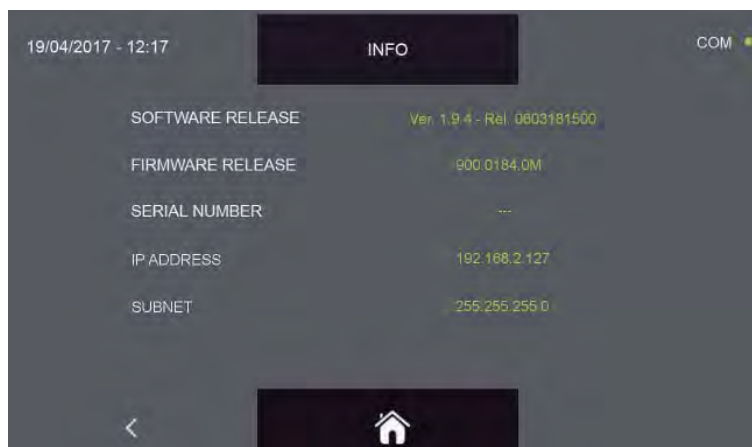 19/04/2017 - 12:17 INFO COM
SOFTWARE RELEASE Ver. 1.9.4 - Rel. 0603181500
FIRMWARE RELEASE 900.0184.0M
SERIAL NUMBER ---
IP ADDRESS 192.168.2.127
SUBNET 255.255.255.0